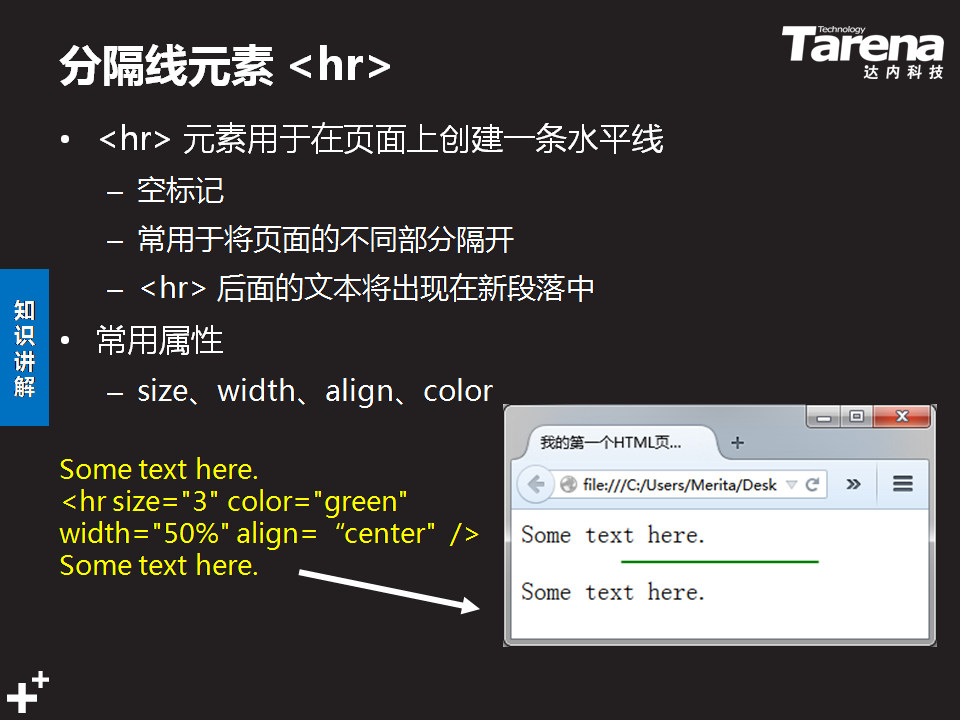 分隔线元素 <hr>
Technology
Tarena
达内科技
• <hr> 元素用于在页面上创建一条水平线
– 空标记
– 常用于将页面的不同部分隔开
– <hr> 后面的文本将出现在新段落中
知识讲解
• 常用属性
– size、width、align、color
Some text here.
<hr size="3" color="green"
width="50%" align=“center" />
Some text here.
我的第一个HTML页...
file:///C:/Users/Merita/Desk
Some text here.
Some text here.